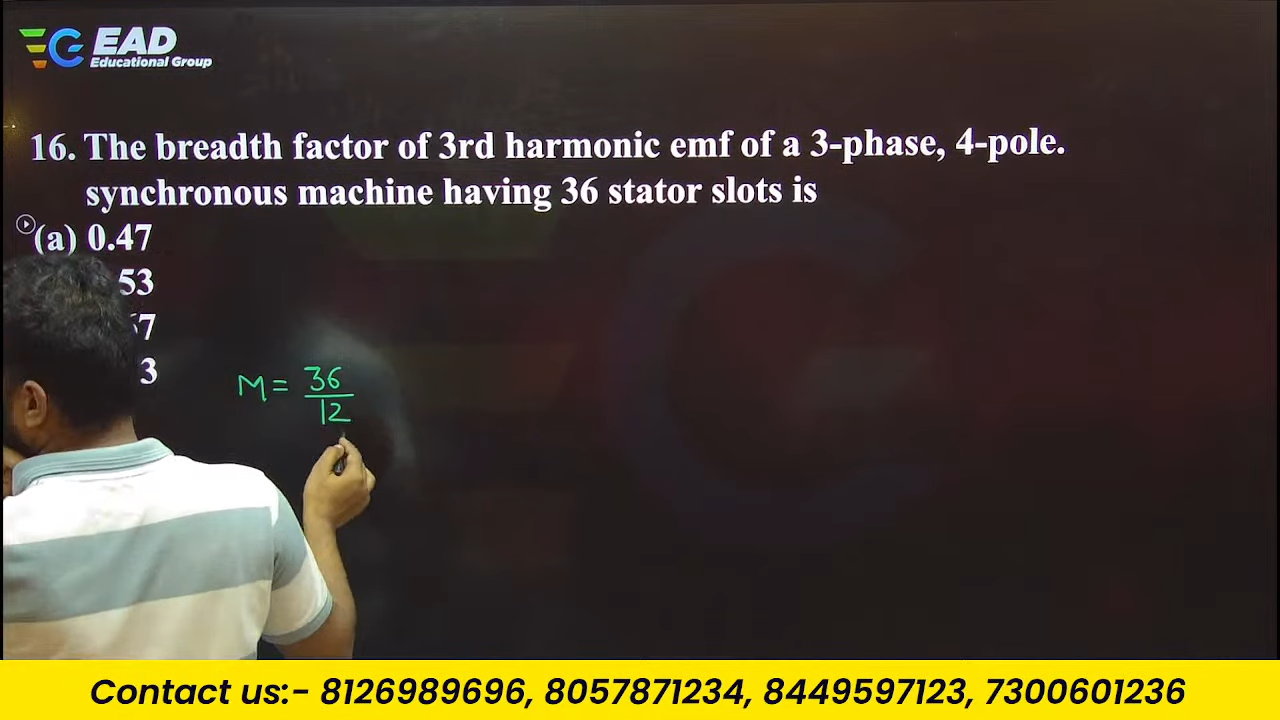 EAD
Educational Group
16. The breadth factor of 3rd harmonic emf of a 3-phase, 4-pole.
synchronous machine having 36 stator slots is
(a) 0.47
53
67
3
M = 36
12
Contact us:- 8126989696, 8057871234, 8449597123, 7300601236